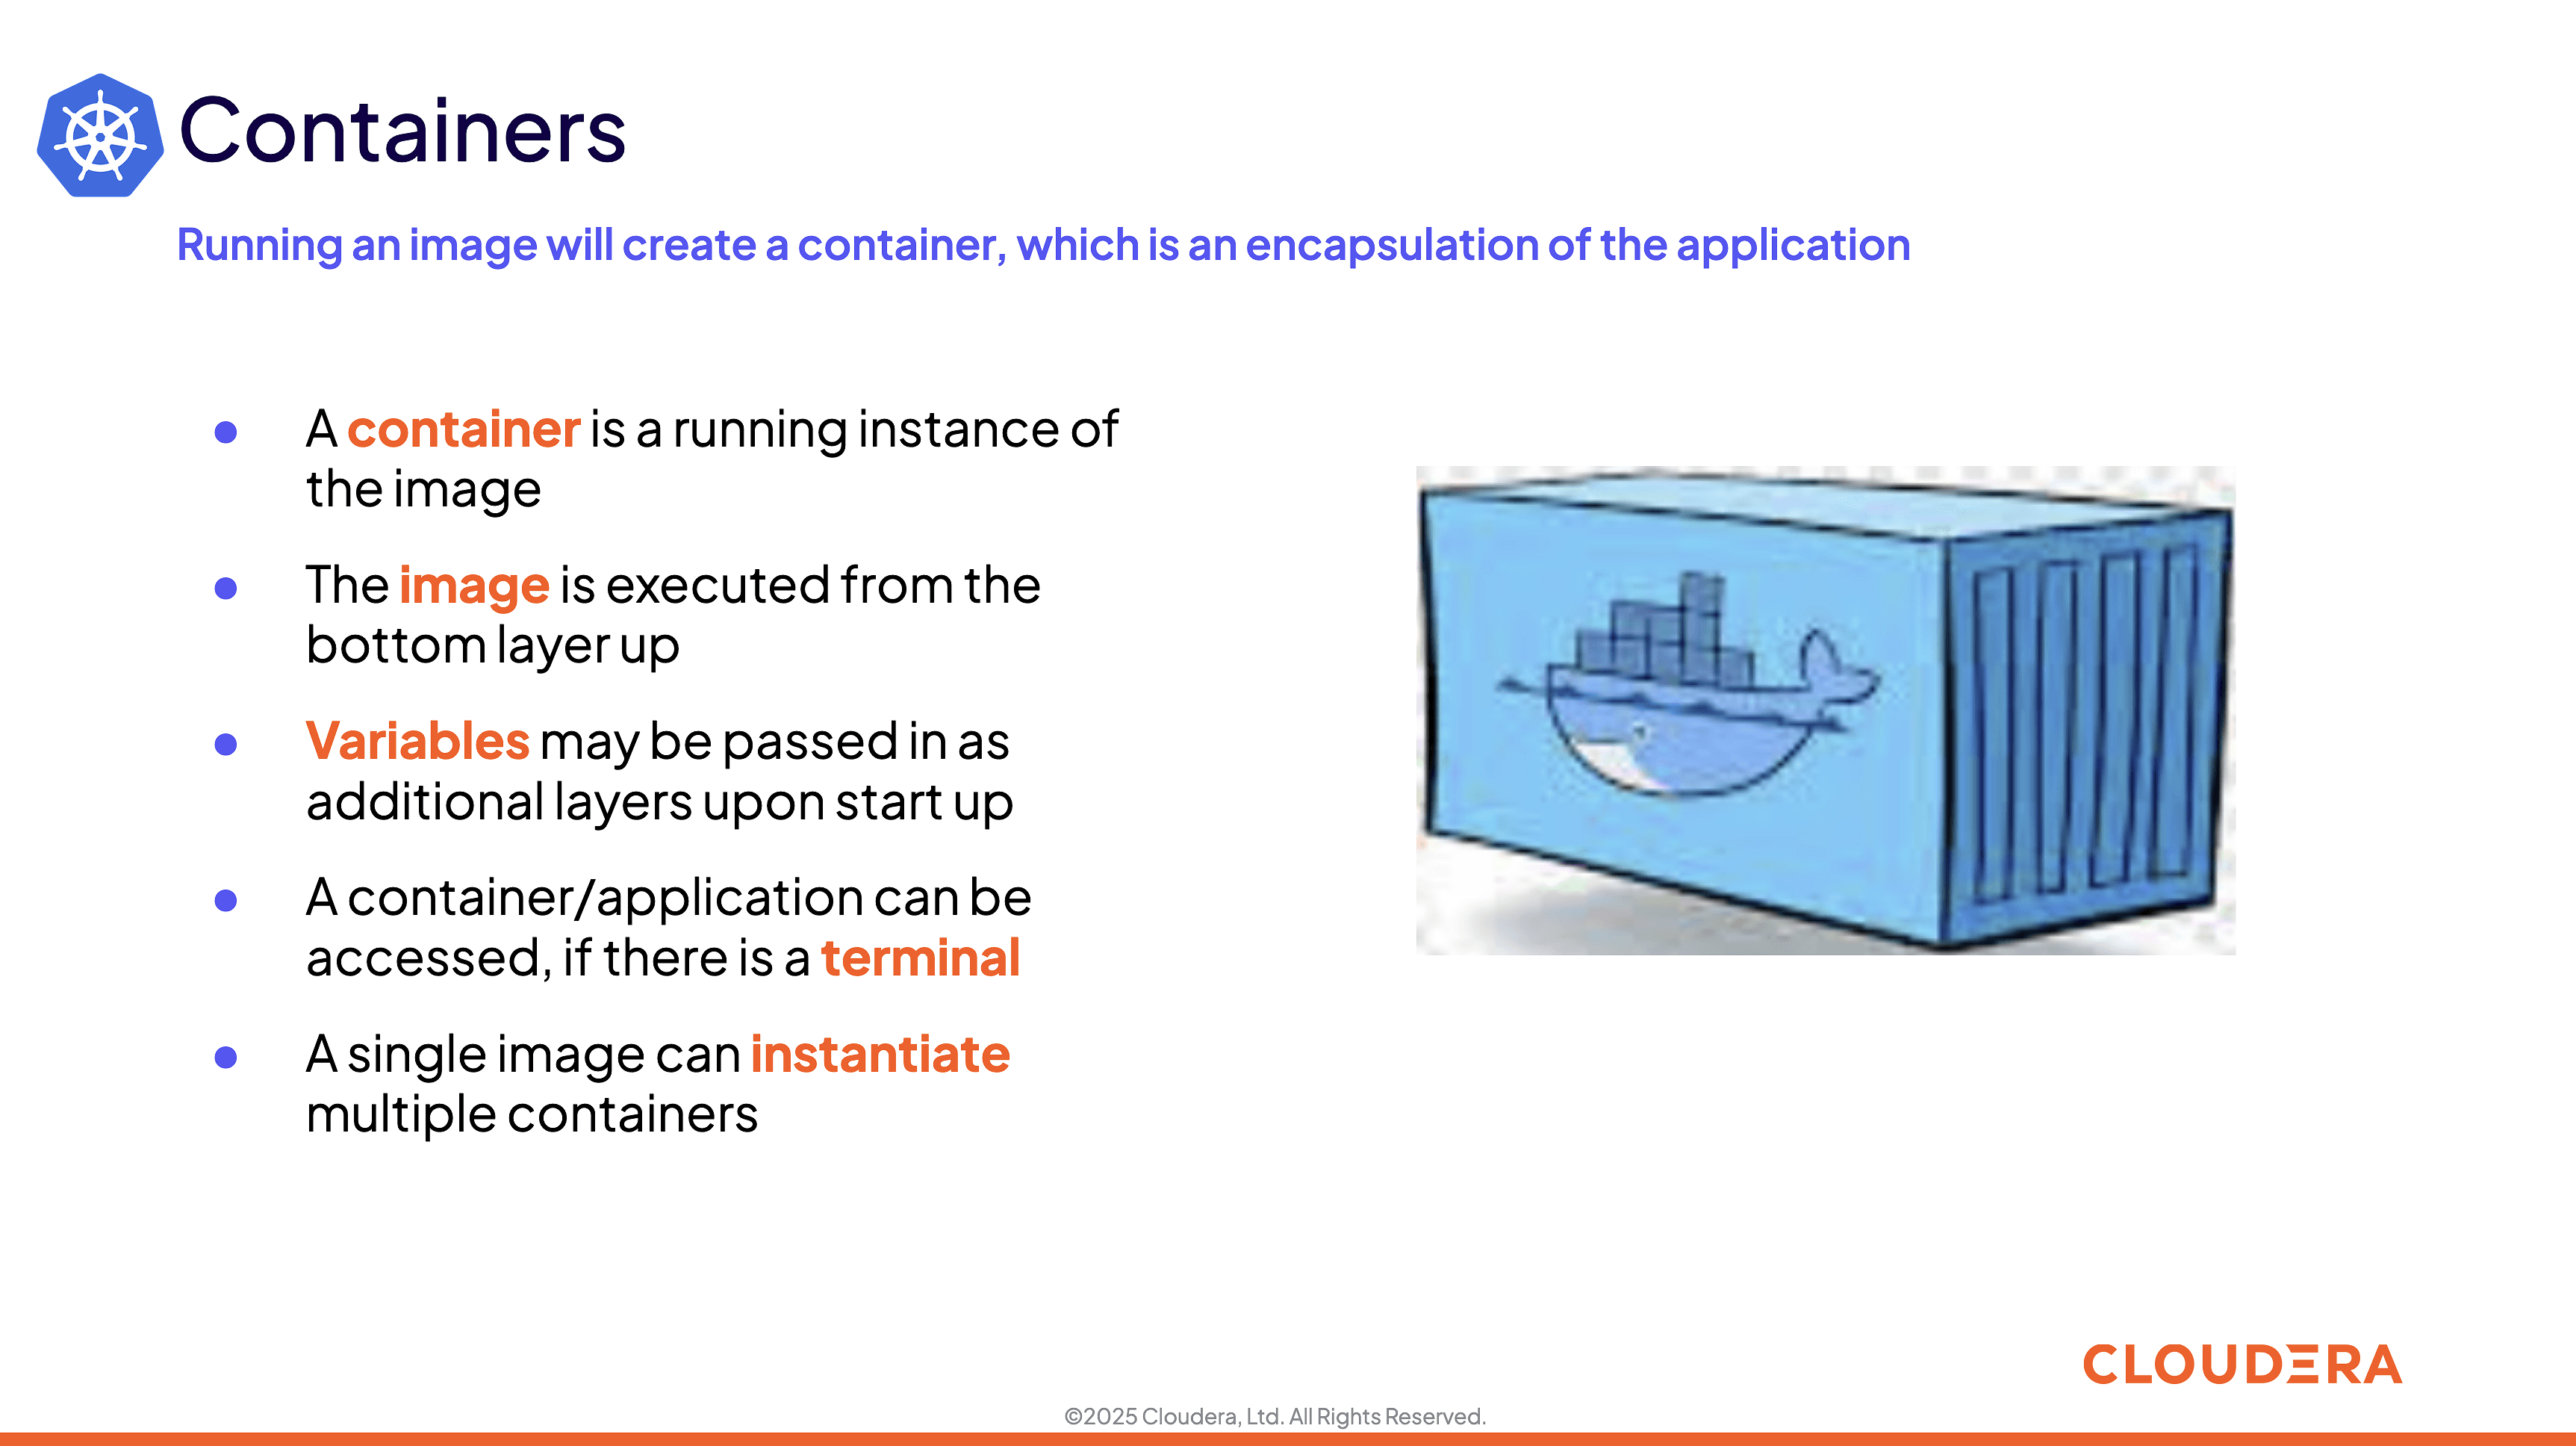 Containers
Running an image will create a container, which is an encapsulation of the application
● A container is a running instance of
the image
● The image is executed from the
bottom layer up
● Variables may be passed in as
additional layers upon start up
● A container/application can be
accessed, if there is a terminal
● A single image can instantiate
multiple containers
CLOUDERA
©2025 Cloudera, Ltd. All Rights Reserved.